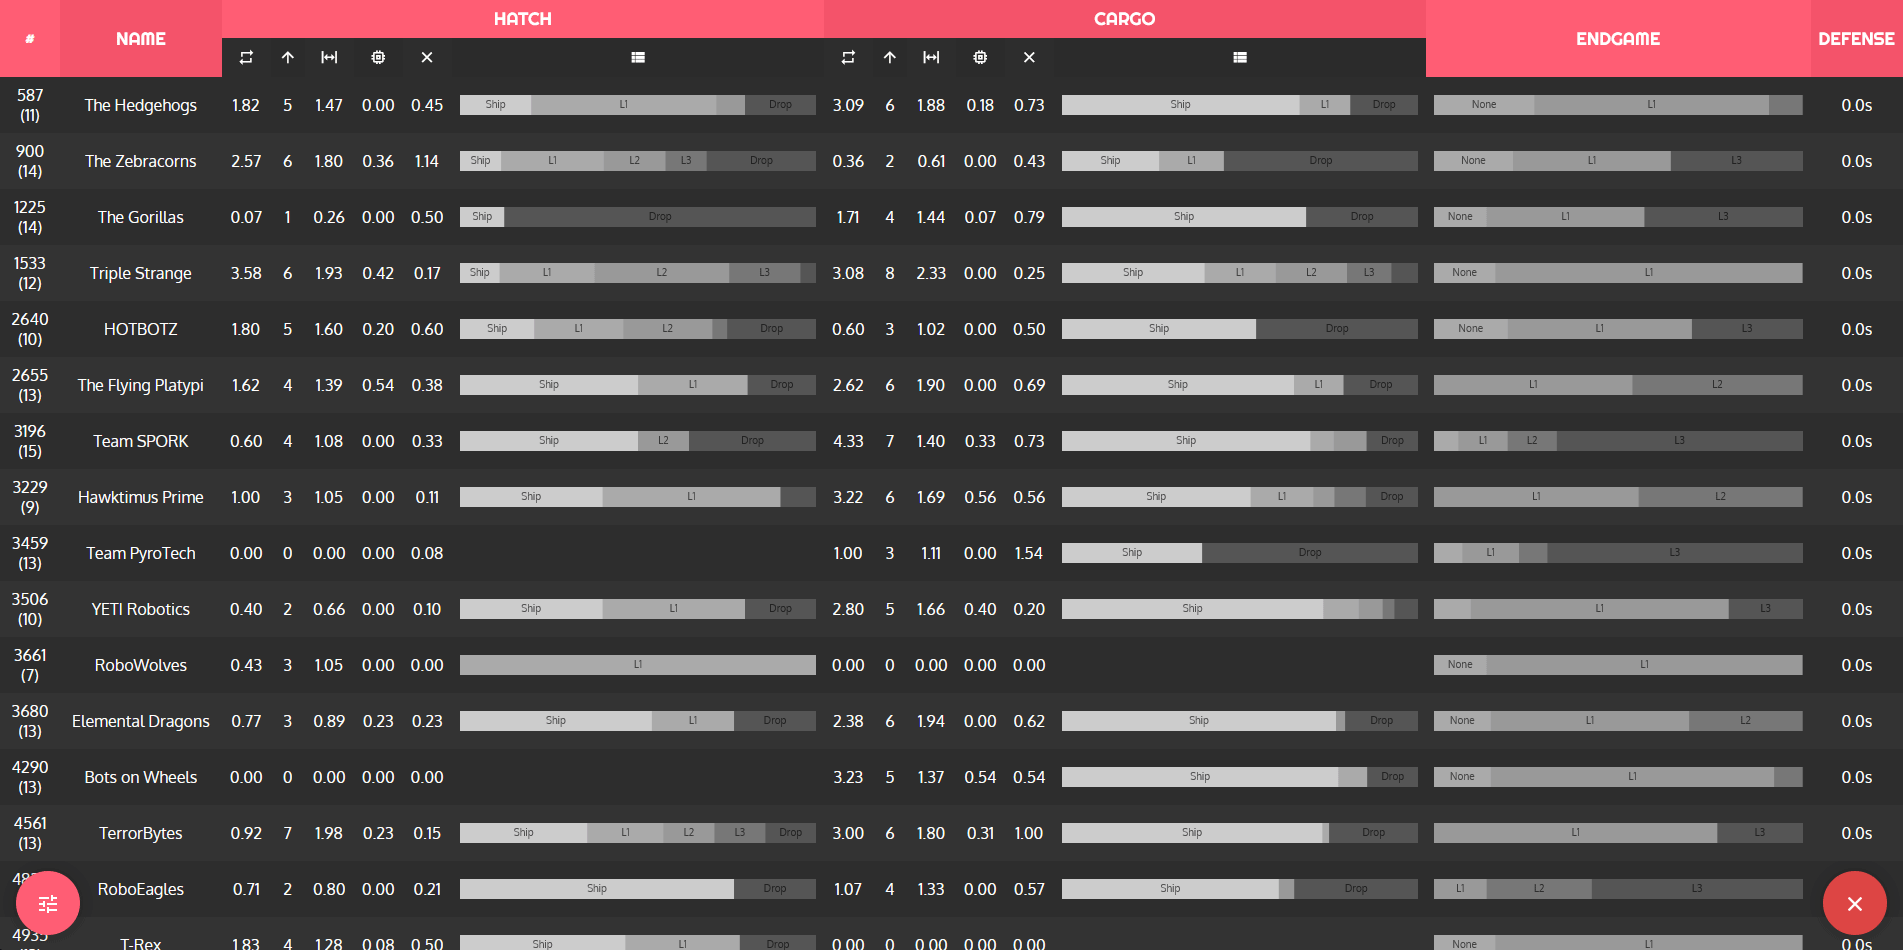 # NAME HATCH CARGO ENDGAME DEFENSE
587 (11) The Hedgehogs 1.82 5 1.47 0.00 0.45 Ship L1 Drop 3.09 6 1.88 0.18 0.73 Ship L1 Drop None L1 0.0s
900 (14) The Zebracorns 2.57 6 1.80 0.36 1.14 Ship L1 L2 L3 Drop 0.36 2 0.61 0.00 0.43 Ship L1 Drop None L1 L3 0.0s
1225 (14) The Gorillas 0.07 1 0.26 0.00 0.50 Ship Drop 1.71 4 1.44 0.07 0.79 Ship Drop None L1 L3 0.0s
1533 (12) Triple Strange 3.58 6 1.93 0.42 0.17 Ship L1 L2 L3 3.08 8 2.33 0.00 0.25 Ship L1 L2 L3 None L1 0.0s
2640 (10) HOTBOTZ 1.80 5 1.60 0.20 0.60 Ship L1 L2 Drop 0.60 3 1.02 0.00 0.50 Ship Drop None L1 L3 0.0s
2655 (13) The Flying Platypi 1.62 4 1.39 0.54 0.38 Ship L1 Drop 2.62 6 1.90 0.00 0.69 Ship L1 Drop L1 L2 0.0s
3196 (15) Team SPORK 0.60 4 1.08 0.00 0.33 Ship L2 Drop 4.33 7 1.40 0.33 0.73 Ship Drop L1 L2 L3 0.0s
3229 (9) Hawktimus Prime 1.00 3 1.05 0.00 0.11 Ship L1 3.22 6 1.69 0.56 0.56 Ship L1 Drop L1 L2 0.0s
3459 (13) Team PyroTech 0.00 0 0.00 0.00 0.08 1.00 3 1.11 0.00 1.54 Ship Drop L1 L3 0.0s
3506 (10) YETI Robotics 0.40 2 0.66 0.00 0.10 Ship L1 Drop 2.80 5 1.66 0.40 0.20 Ship L1 L3 0.0s
3661 (7) RoboWolves 0.43 3 1.05 0.00 0.00 L1 0.00 0 0.00 0.00 0.00 None L1 0.0s
3680 (13) Elemental Dragons 0.77 3 0.89 0.23 0.23 Ship L1 Drop 2.38 6 1.94 0.00 0.62 Ship Drop None L1 L2 0.0s
4290 (13) Bots on Wheels 0.00 0 0.00 0.00 0.00 3.23 5 1.37 0.54 0.54 Ship Drop None L1 0.0s
4561 (13) TerrorBytes 0.92 7 1.98 0.23 0.15 Ship L1 L2 L3 Drop 3.00 6 1.80 0.31 1.00 Ship Drop L1 L3 0.0s
RoboEagles 0.71 2 0.80 0.00 0.21 Ship Drop 1.07 4 1.33 0.00 0.57 Ship Drop L1 L2 L3 0.0s
4935 T-Rex 1.83 4 1.28 0.08 0.50 Ship L1 Drop 0.00 0 0.00 0.00 0.00 None L1 0.0s